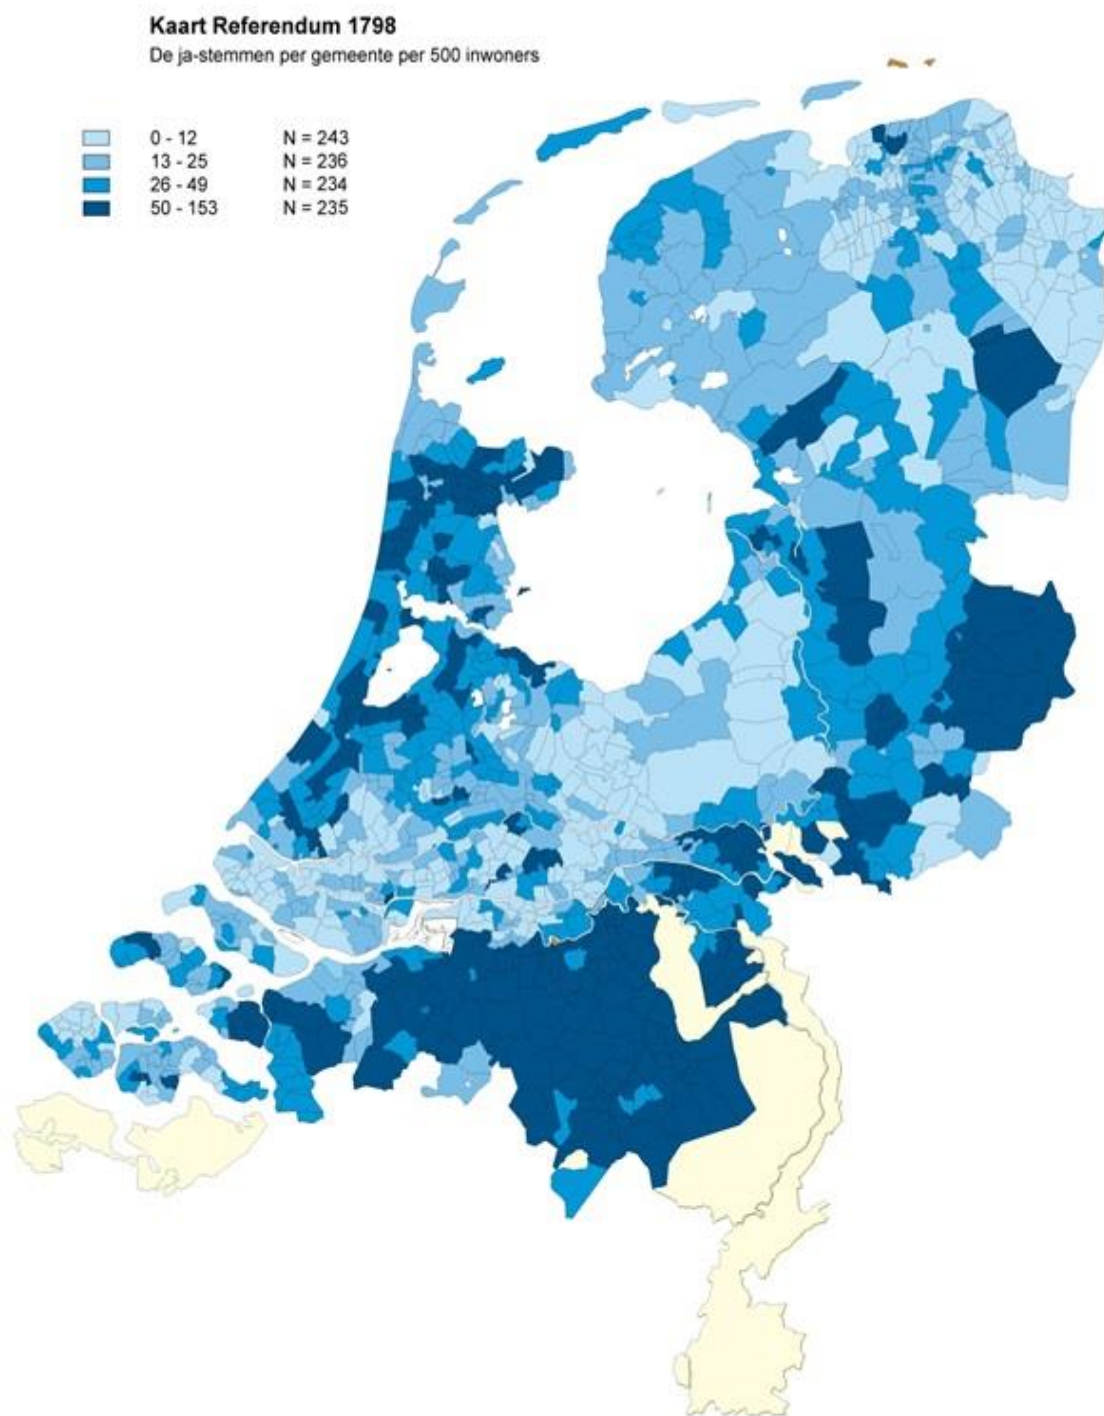 Kaart Referendum 1798
De ja-stemmen per gemeente per 500 inwoners
0 - 12 N = 243
13 - 25 N = 236
26 - 49 N = 234
50 - 153 N = 235